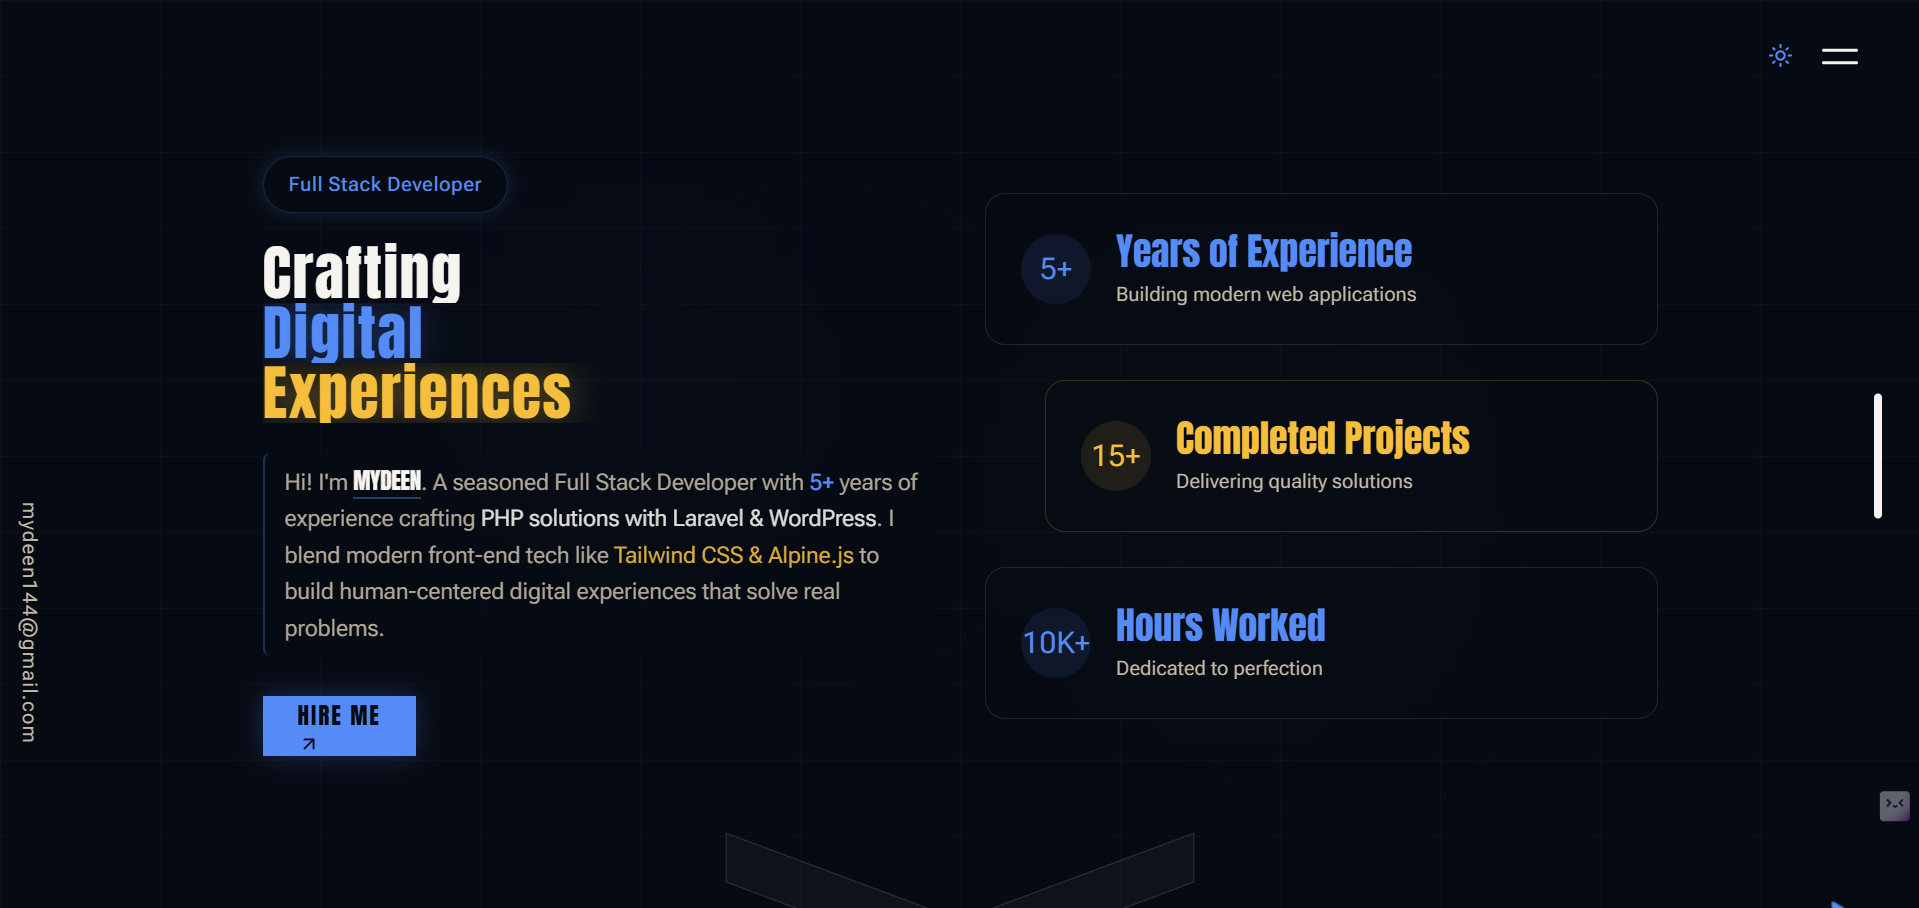 Full Stack Developer
Crafting
Digital
Experiences
Hi! I'm MYDEEN. A seasoned Full Stack Developer with 5+ years of
experience crafting PHP solutions with Laravel & WordPress. I
blend modern front-end tech like Tailwind CSS & Alpine.js to
build human-centered digital experiences that solve real
problems.
HIRE ME
5+
Years of Experience
Building modern web applications
15+
Completed Projects
Delivering quality solutions
10K+
Hours Worked
Dedicated to perfection
mydeen144@gmail.com